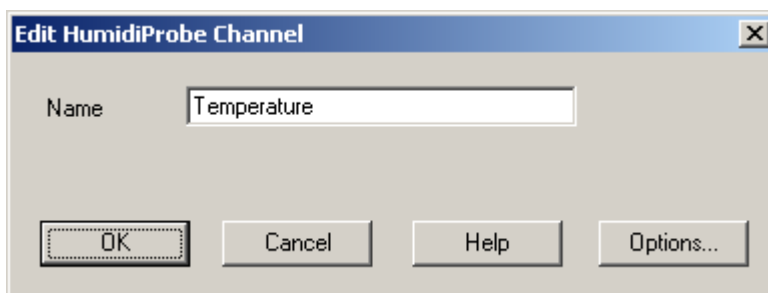 Edit HumidiProbe Channel
Name Temperature
OK Cancel Help Options...